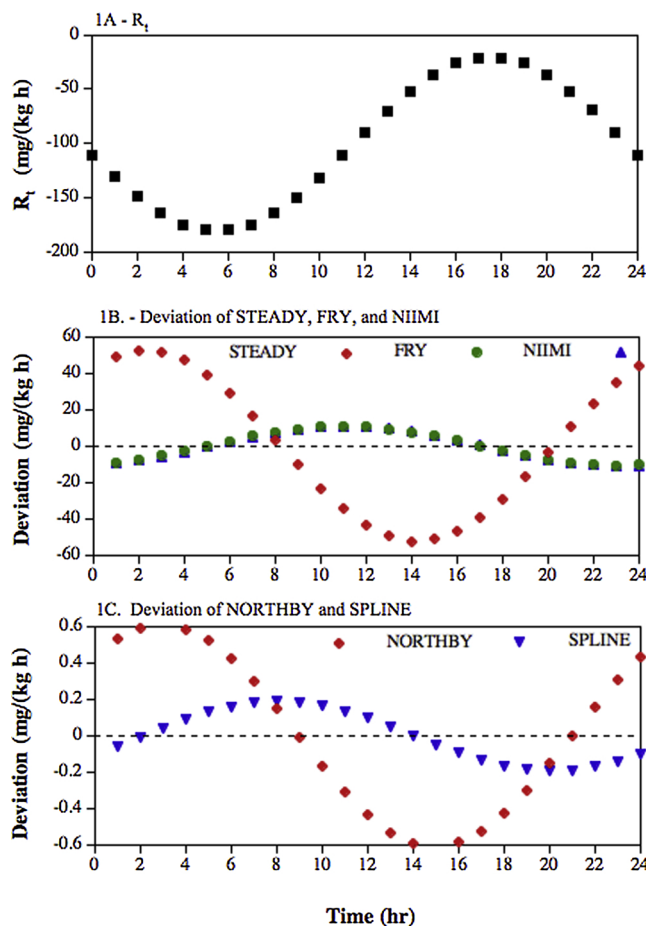 1A - Rt
0
-50
-100
-150
-200
Rt (mg/(kg h)
0 2 4 6 8 10 12 14 16 18 20 22 24
1B. - Deviation of STEADY, FRY, and NIIMI
STEADY FRY NIIMI
60
40
20
0
-20
-40
-60
Deviation (mg/(kg h)
0 2 4 6 8 10 12 14 16 18 20 22 24
1C. Deviation of NORTHBY and SPLINE
NORTHBY SPLINE
0.6
0.4
0.2
0
-0.2
-0.4
-0.6
Deviation (mg/(kg h)
0 2 4 6 8 10 12 14 16 18 20 22 24
Time (hr)